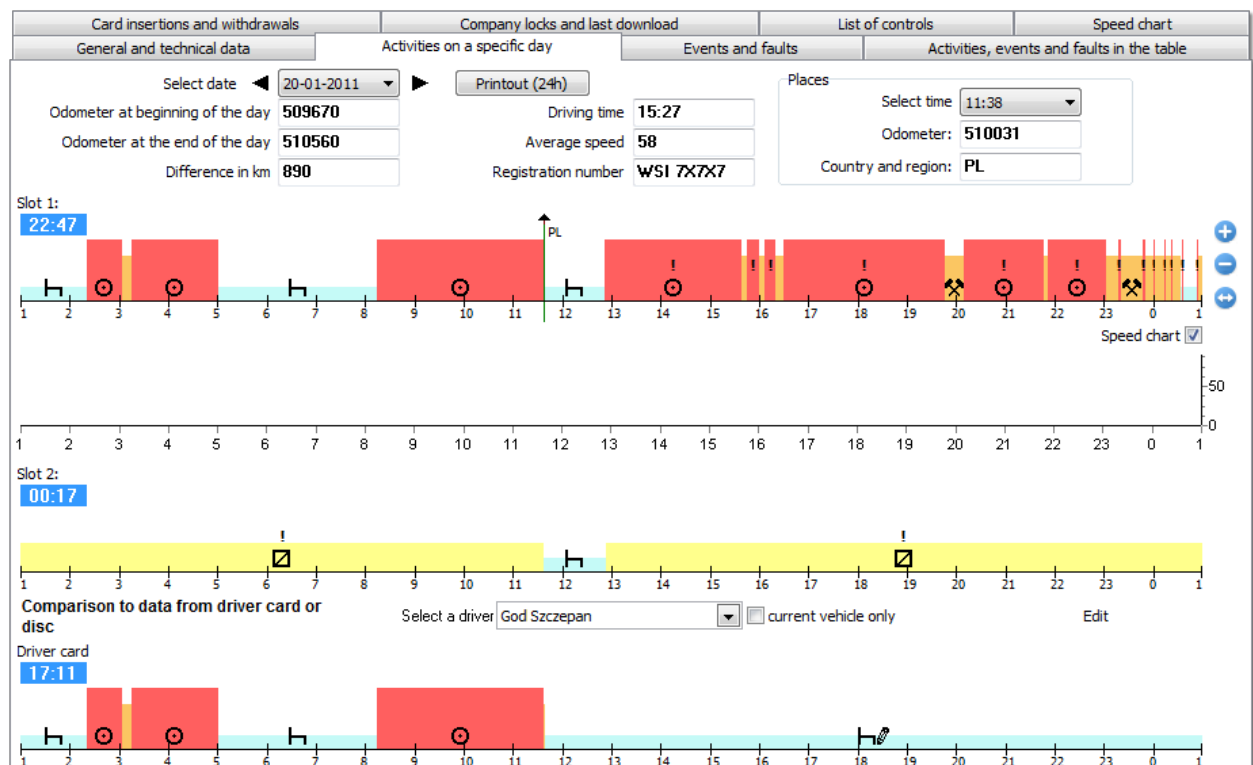 Card insertions and withdrawals Company locks and last download List of controls Speed chart
General and technical data Activities on a specific day Events and faults Activities, events and faults in the table
Select date 20-01-2011 Printout (24h) Places
Select time 11:38
Odometer at beginning of the day 509670 Driving time 15:27
Odometer: 510031
Odometer at the end of the day 510560 Average speed 58
Country and region: PL
Difference in km 890 Registration number WSI 7X7X7
Slot 1:
22:47
PL
! ! ! ! ! ! ! ! ! ! ! ! !
1 2 3 4 5 6 7 8 9 10 11 12 13 14 15 16 17 18 19 20 21 22 23 0 1
Speed chart
50
0
1 2 3 4 5 6 7 8 9 10 11 12 13 14 15 16 17 18 19 20 21 22 23 0 1
Slot 2:
00:17
! !
1 2 3 4 5 6 7 8 9 10 11 12 13 14 15 16 17 18 19 20 21 22 23 0 1
Comparison to data from driver card or
disc
Select a driver God Szczepan current vehicle only Edit
Driver card
17:11
1 2 3 4 5 6 7 8 9 10 11 12 13 14 15 16 17 18 19 20 21 22 23 0 1